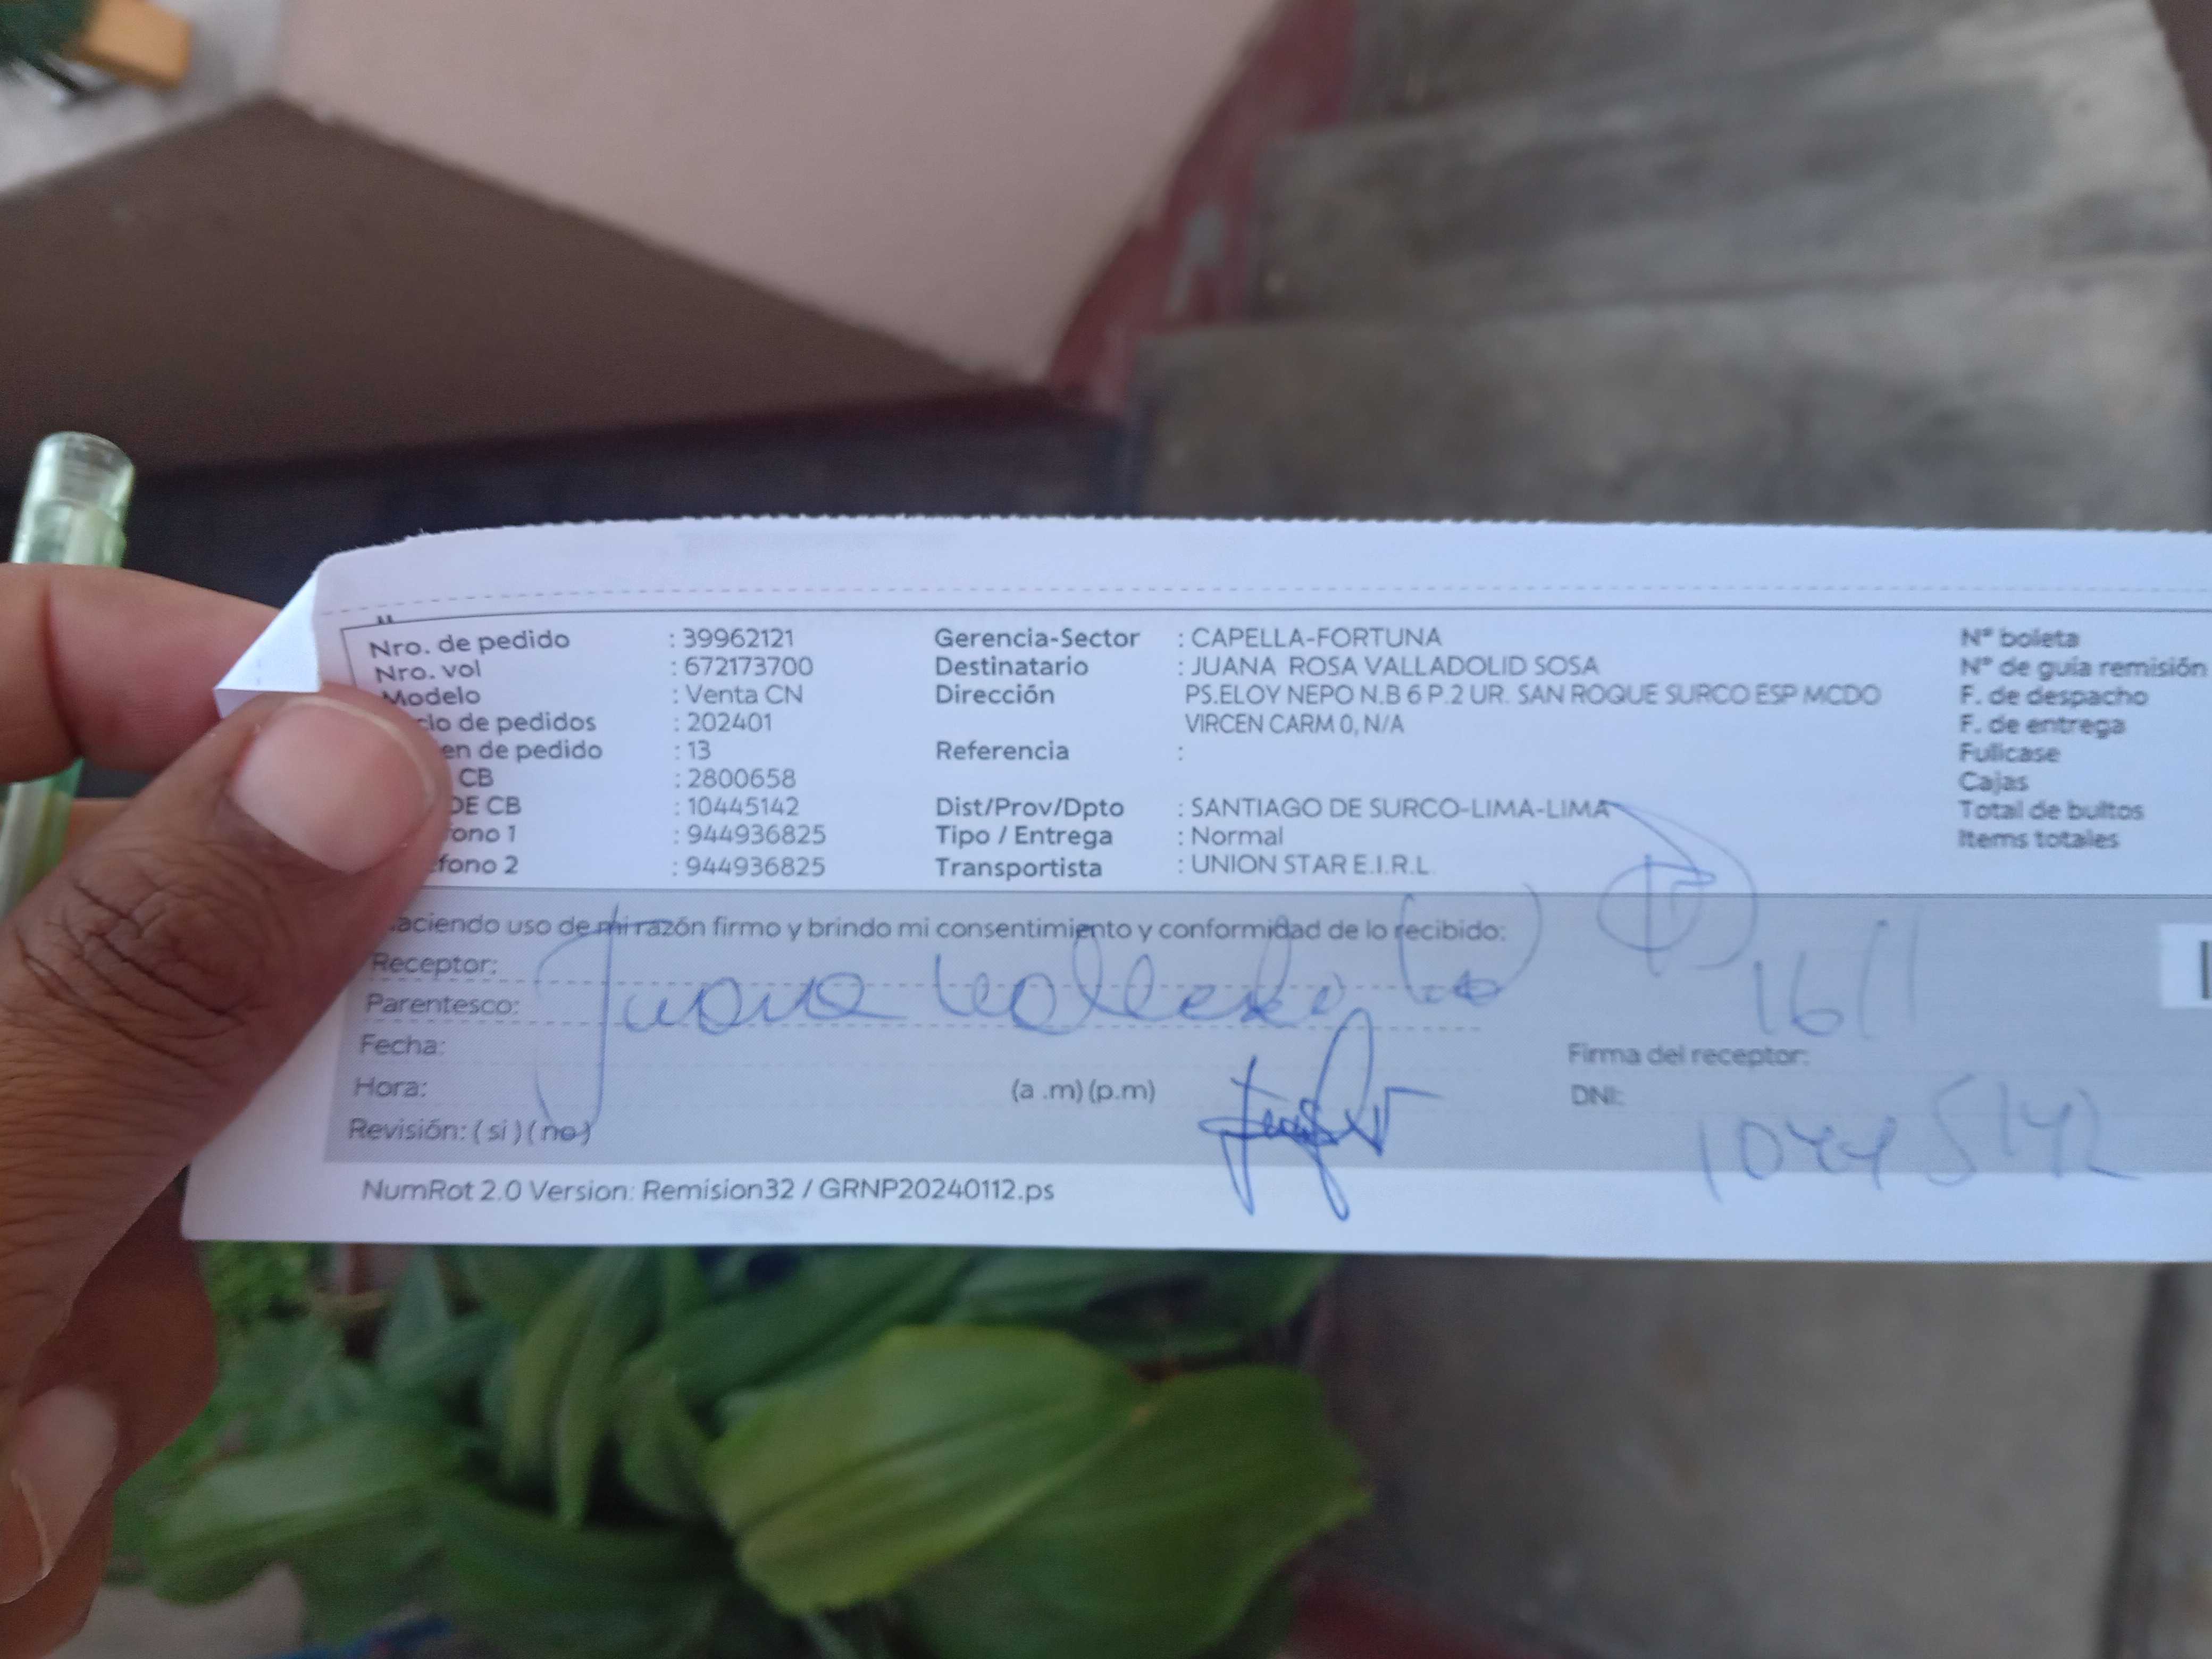 Nro. de pedido : 39962121 Gerencia-Sector : CAPELLA-FORTUNA N° boleta
Nro. vol : 672173700 Destinatario : JUANA ROSA VALLADOLID SOSA N° de guia remisión
Modelo : Venta CN Dirección PS.ELOY NEPO N.B 6 P.2 UR. SAN ROQUE SURCO ESP MCDO F. de despacho
clo de pedidos : 202401 VIRCEN CARM 0, N/A F. de entrega
en de pedido : 13 Referencia : Fullcase
CB : 2800658 Cajas
DE CB : 10445142 Dist/Prov/Dpto : SANTIAGO DE SURCO-LIMA-LIMA Total de bultos
fono 1 : 944936825 Tipo / Entrega : Normal Items totales
fono 2 : 944936825 Transportista : UNION STAR E.I.R.L.
aciendo uso de mi razón firmo y brindo mi consentimiento y conformidad de lo recibido:
Receptor:
Juana 16/1
Parentesco:
Fecha: Firma del receptor:
Hora: (a .m) (p.m) DNI:
10445142
Revisión: ( si ) ( no )
NumRot 2.0 Version: Remision32 / GRNP20240112.ps